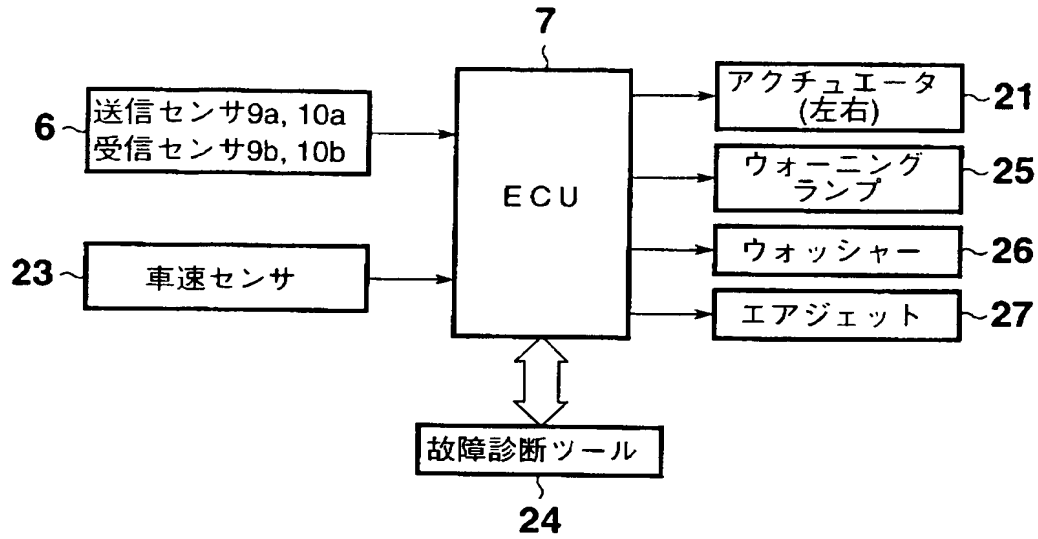 7
6
送信センサ9a, 10a
受信センサ9b, 10b
23
車速センサ
ECU
アクチュエータ
(左右)
21
ウォーニング
ランプ
25
ウォッシャー
26
エアジェット
27
故障診断ツール
24